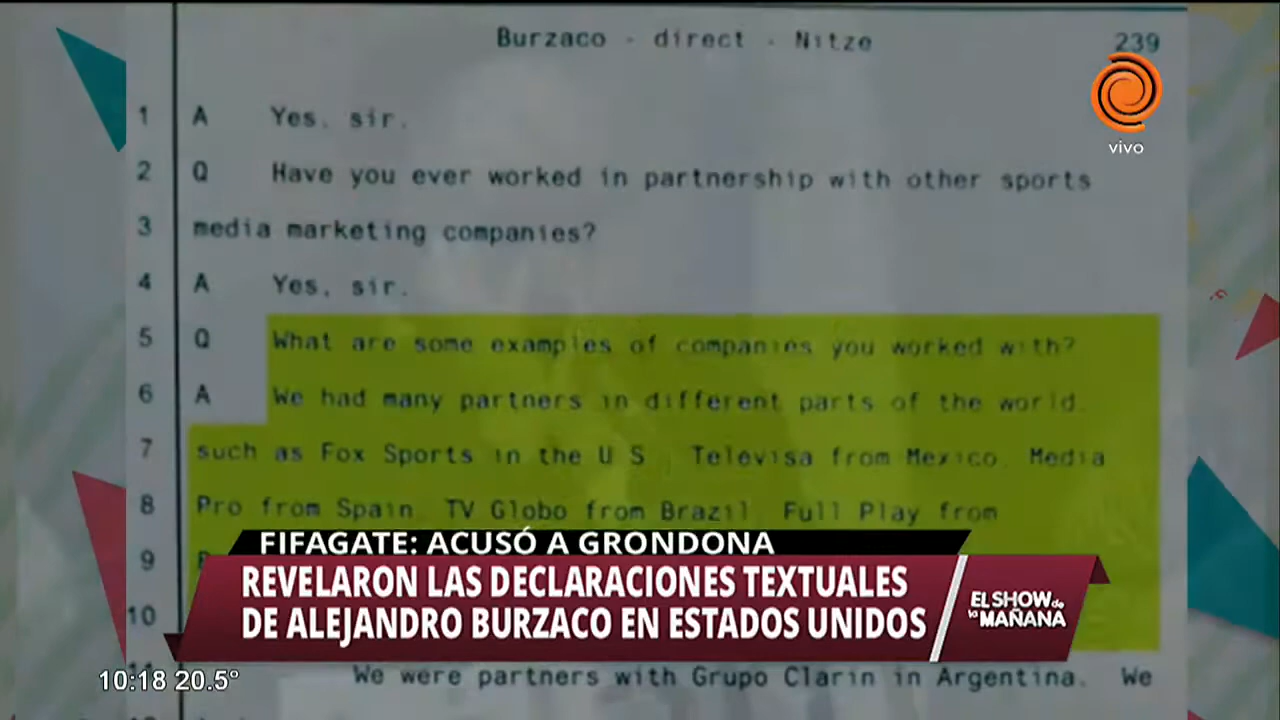 Burzaco - direct - Nitze 239
vivo
1 A Yes, sir.
2 Q Have you ever worked in partnership with other sports
3 media marketing companies?
4 A Yes, sir.
5 Q What are some examples of companies you worked with?
6 A We had many partners in different parts of the world.
7 such as Fox Sports in the U S Televisa from Mexico Media
8 Pro from Spain TV Globo from Brazil Full Play from
9
10
FIFAGATE: ACUSÓ A GRONDONA
REVELARON LAS DECLARACIONES TEXTUALES
DE ALEJANDRO BURZACO EN ESTADOS UNIDOS
EL SHOW de
la MAÑANA
10:18 20.5°
We were partners with Grupo Clarin in Argentina. We